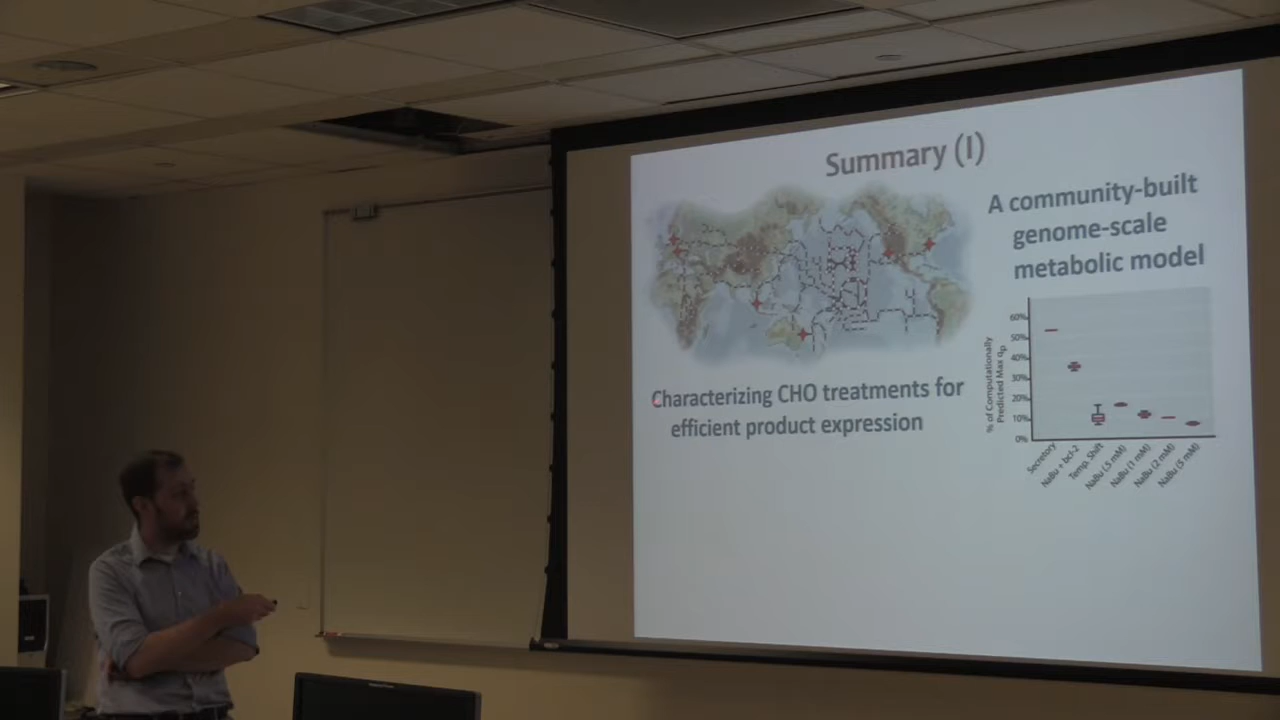 Summary (I)
A community-built
genome-scale
metabolic model
Characterizing CHO treatments for
efficient product expression
% of Computationally
Predicted Max qp
60%
50%
40%
30%
20%
10%
0%
Secretory
NaBu + bcl-2
Temp. Shift
NaBu (.5 mM)
NaBu (1 mM)
NaBu (2 mM)
NaBu (5 mM)